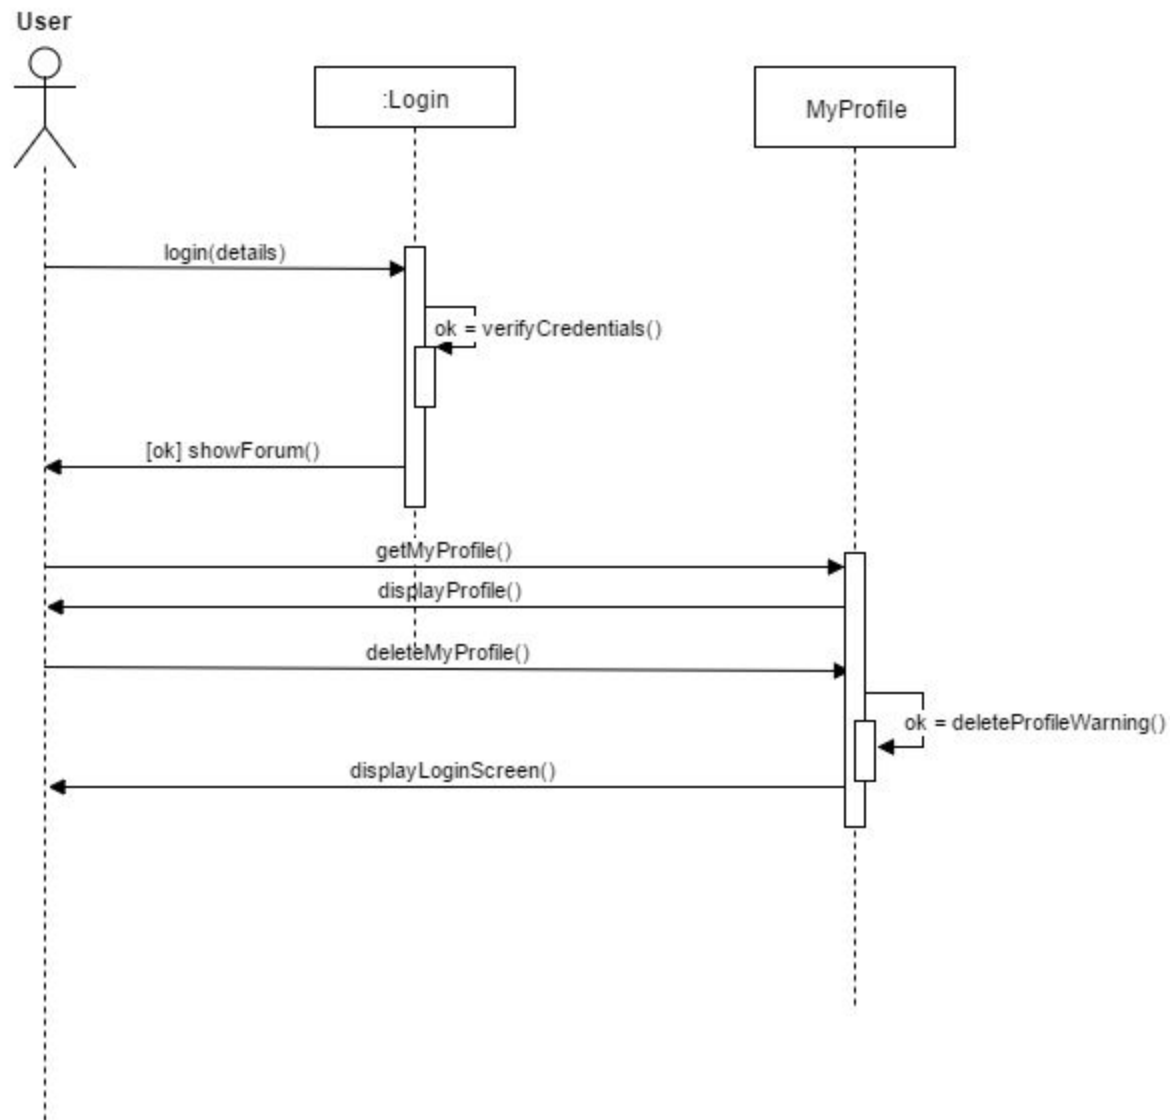 User
:Login
MyProfile
login(details)
ok = verifyCredentials()
[ok] showForum()
getMyProfile()
displayProfile()
deleteMyProfile()
ok = deleteProfileWarning()
displayLoginScreen()